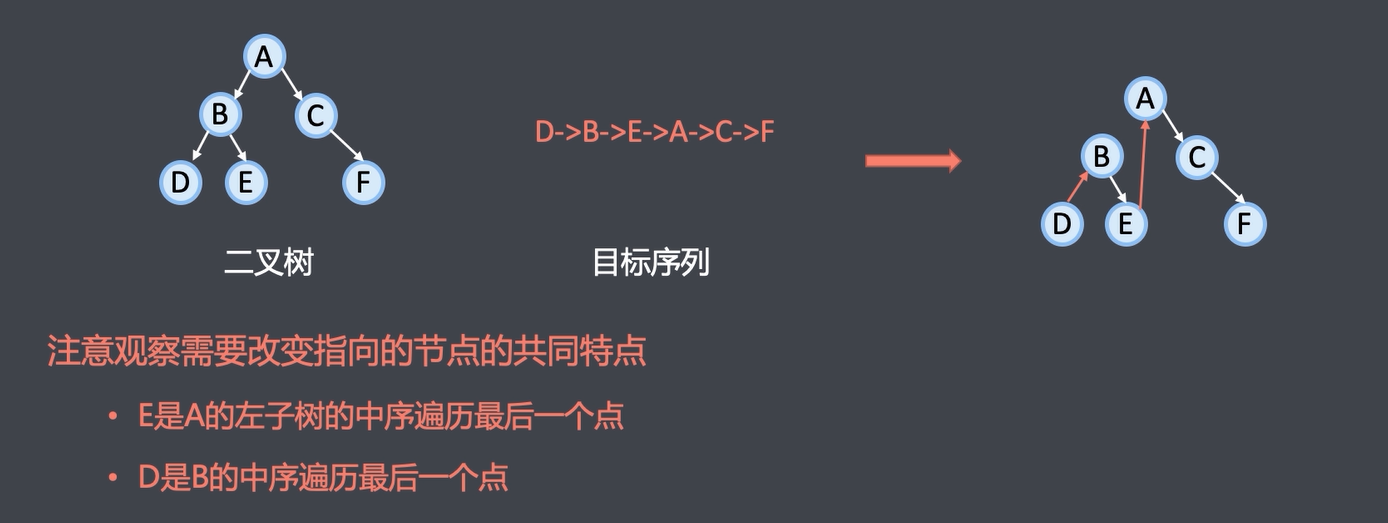 A
B
C
D
E
F
二叉树
D->B->E->A->C->F
目标序列
A
B
C
D
E
F
注意观察需要改变指向的节点的共同特点
• E是A的左子树的中序遍历最后一个点
• D是B的中序遍历最后一个点